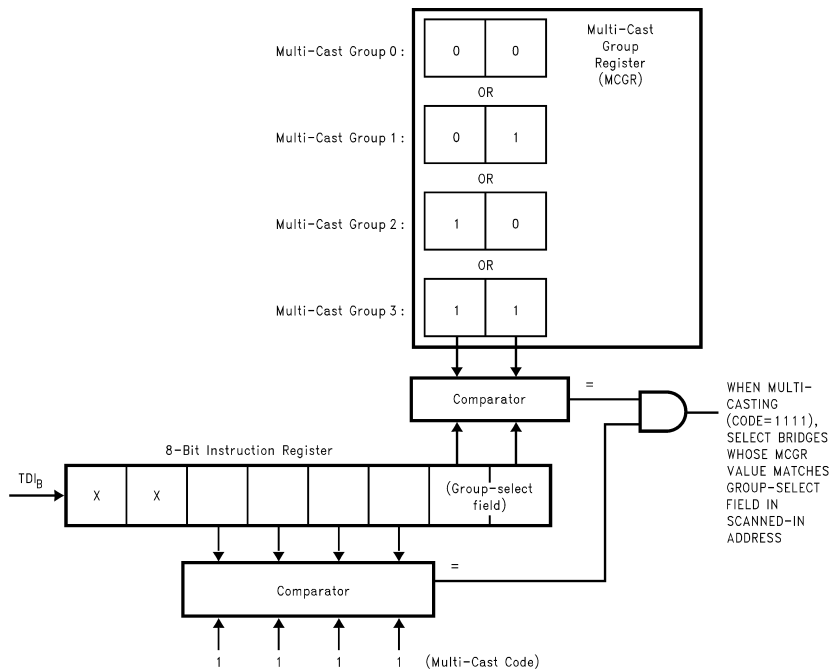 Multi-Cast
Group
Register
(MCGR)
Multi-Cast Group 0 :
0 0
OR
Multi-Cast Group 1 :
0 1
OR
Multi-Cast Group 2 :
1 0
OR
Multi-Cast Group 3 :
1 1
Comparator
=
WHEN MULTI-
CASTING
(CODE=1111),
SELECT BRIDGES
WHOSE MCGR
VALUE MATCHES
GROUP-SELECT
FIELD IN
SCANNED-IN
ADDRESS
8-Bit Instruction Register
TDIB
X X
(Group-select
field)
Comparator
=
1 1 1 1 (Multi-Cast Code)